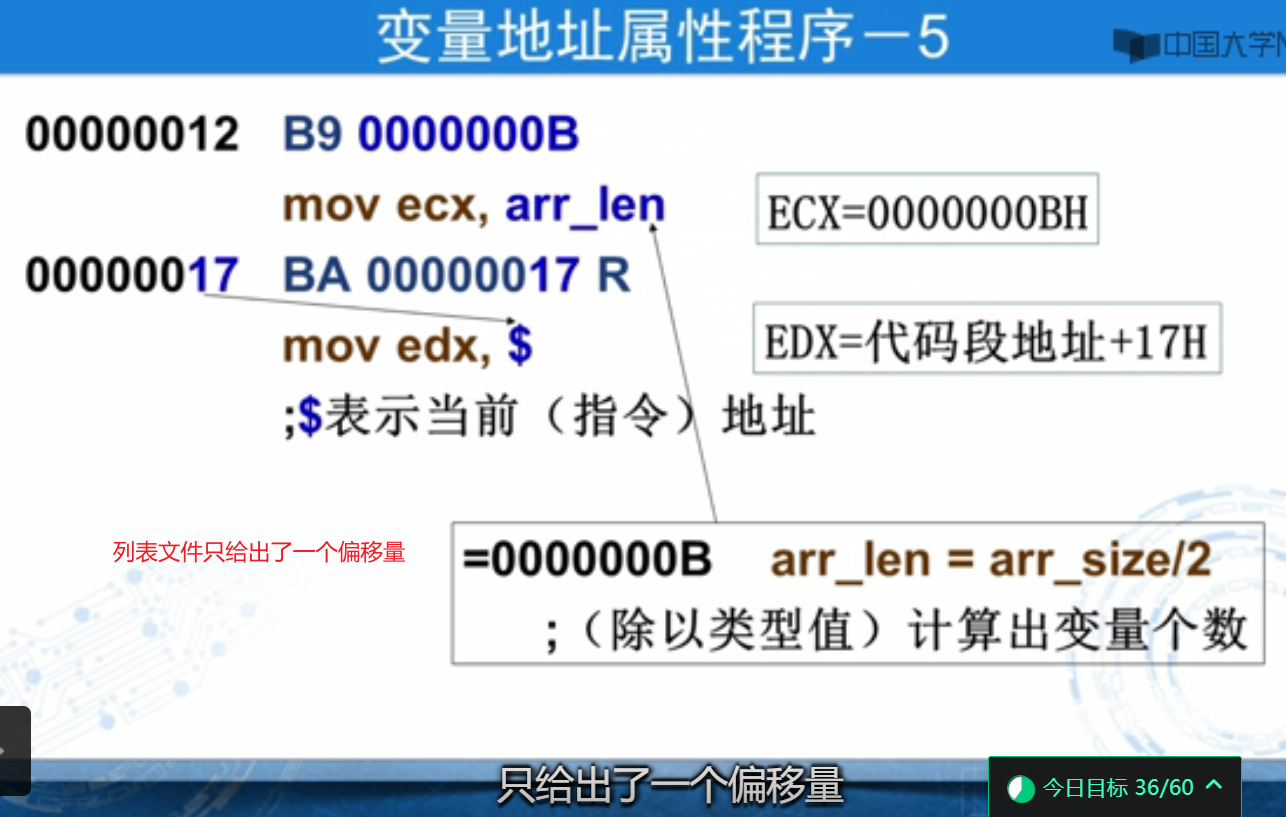 变量地址属性程序－5
中国大学M
00000012 B9 0000000B
mov ecx, arr_len
ECX=0000000BH
00000017 BA 00000017 R
mov edx, $
EDX=代码段地址+17H
;$表示当前（指令）地址
列表文件只给出了一个偏移量
=0000000B arr_len = arr_size/2
;（除以类型值）计算出变量个数
只给出了一个偏移量
今日目标 36/60